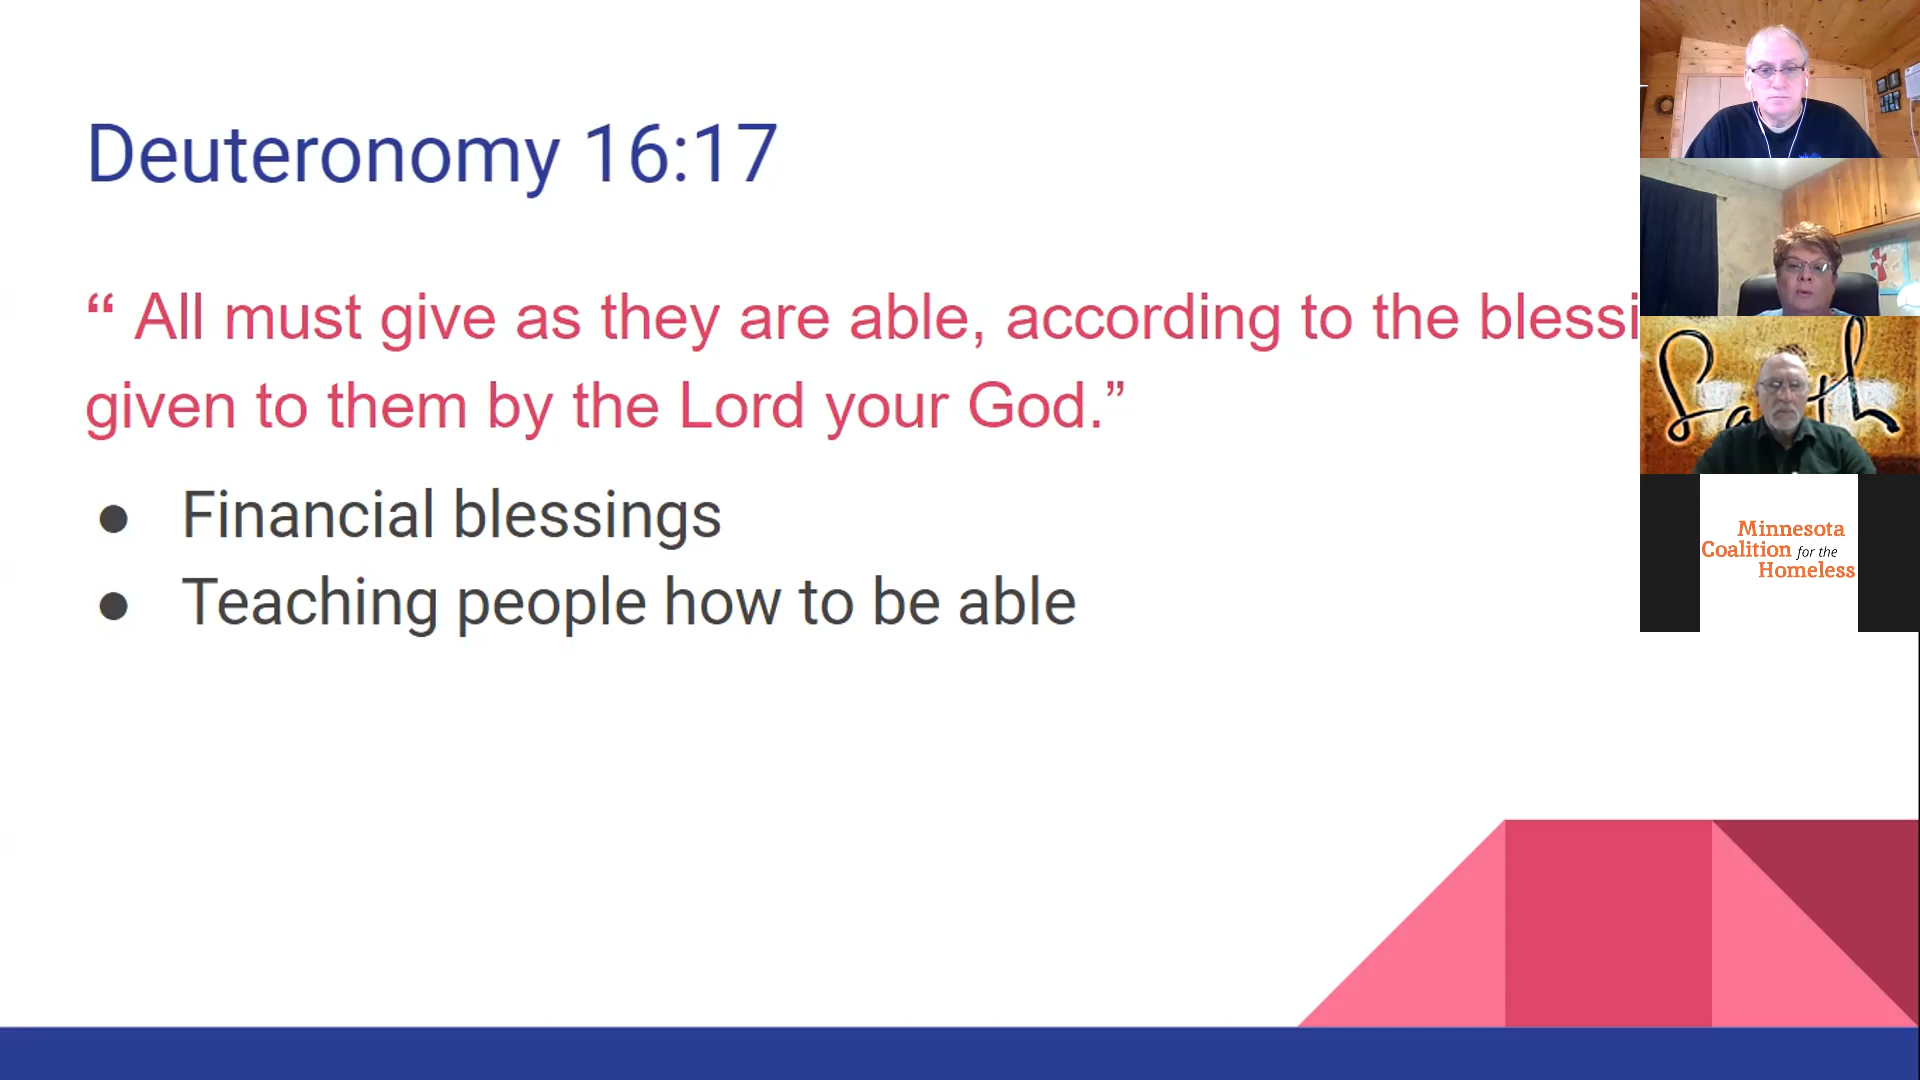 Deuteronomy 16:17
“ All must give as they are able, according to the blessi
given to them by the Lord your God.”
● Financial blessings
● Teaching people how to be able
Faith
Minnesota
Coalition for the
Homeless